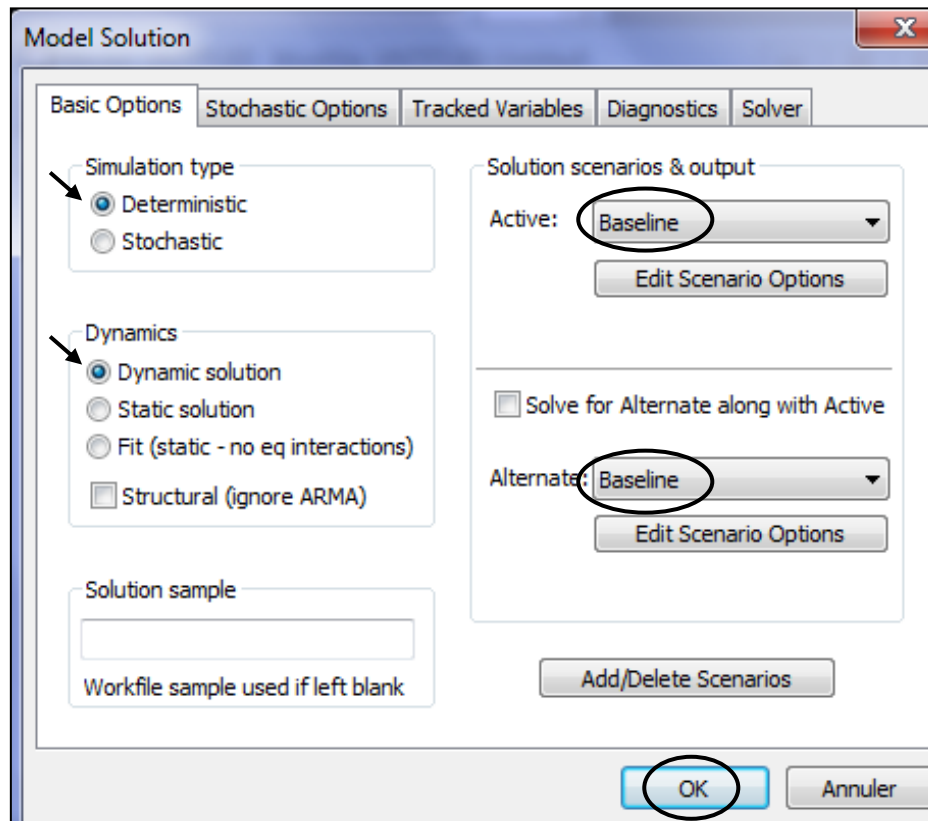 Model Solution
X
Basic Options Stochastic Options Tracked Variables Diagnostics Solver
Simulation type
Deterministic
Stochastic
Dynamics
Dynamic solution
Static solution
Fit (static - no eq interactions)
Structural (ignore ARMA)
Solution sample
Workfile sample used if left blank
Solution scenarios & output
Active: Baseline
Edit Scenario Options
Solve for Alternate along with Active
Alternate: Baseline
Edit Scenario Options
Add/Delete Scenarios
OK Annuler